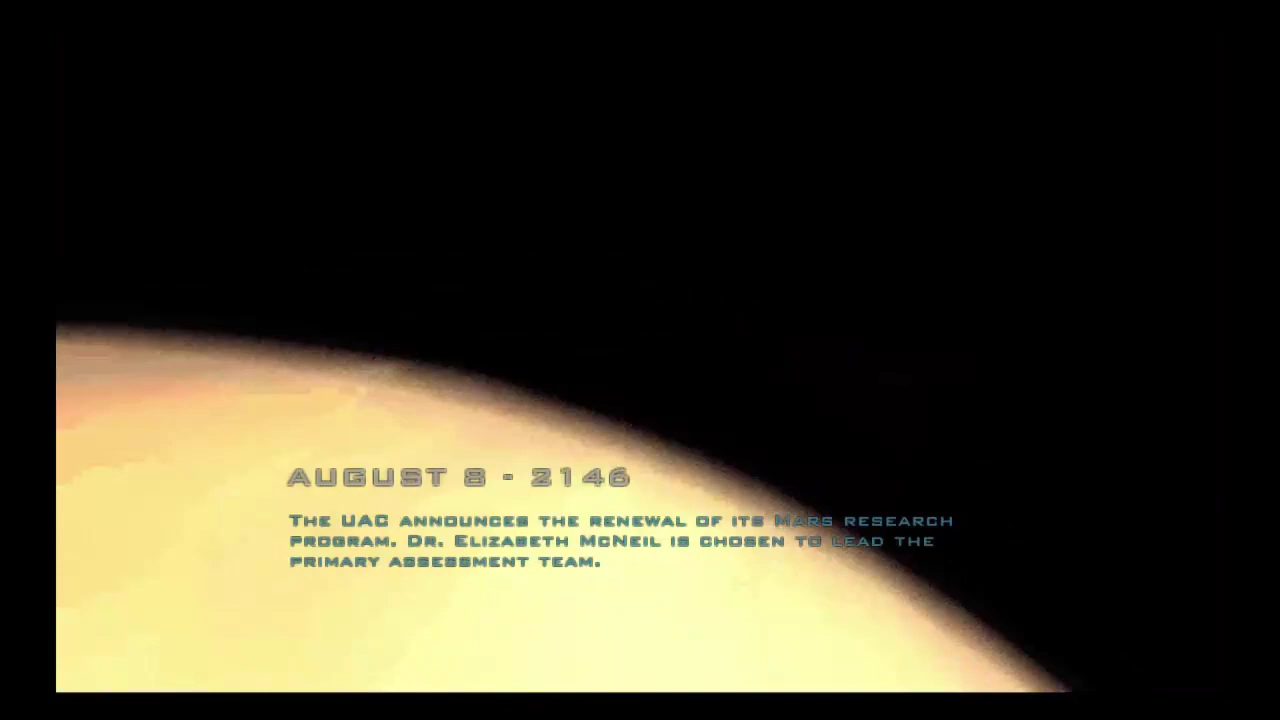 AUGUST 8 - 2146
THE UAC ANNOUNCES THE RENEWAL OF ITS MARS RESEARCH
PROGRAM. DR. ELIZABETH MCNEIL IS CHOSEN TO LEAD THE
PRIMARY ASSESSMENT TEAM.